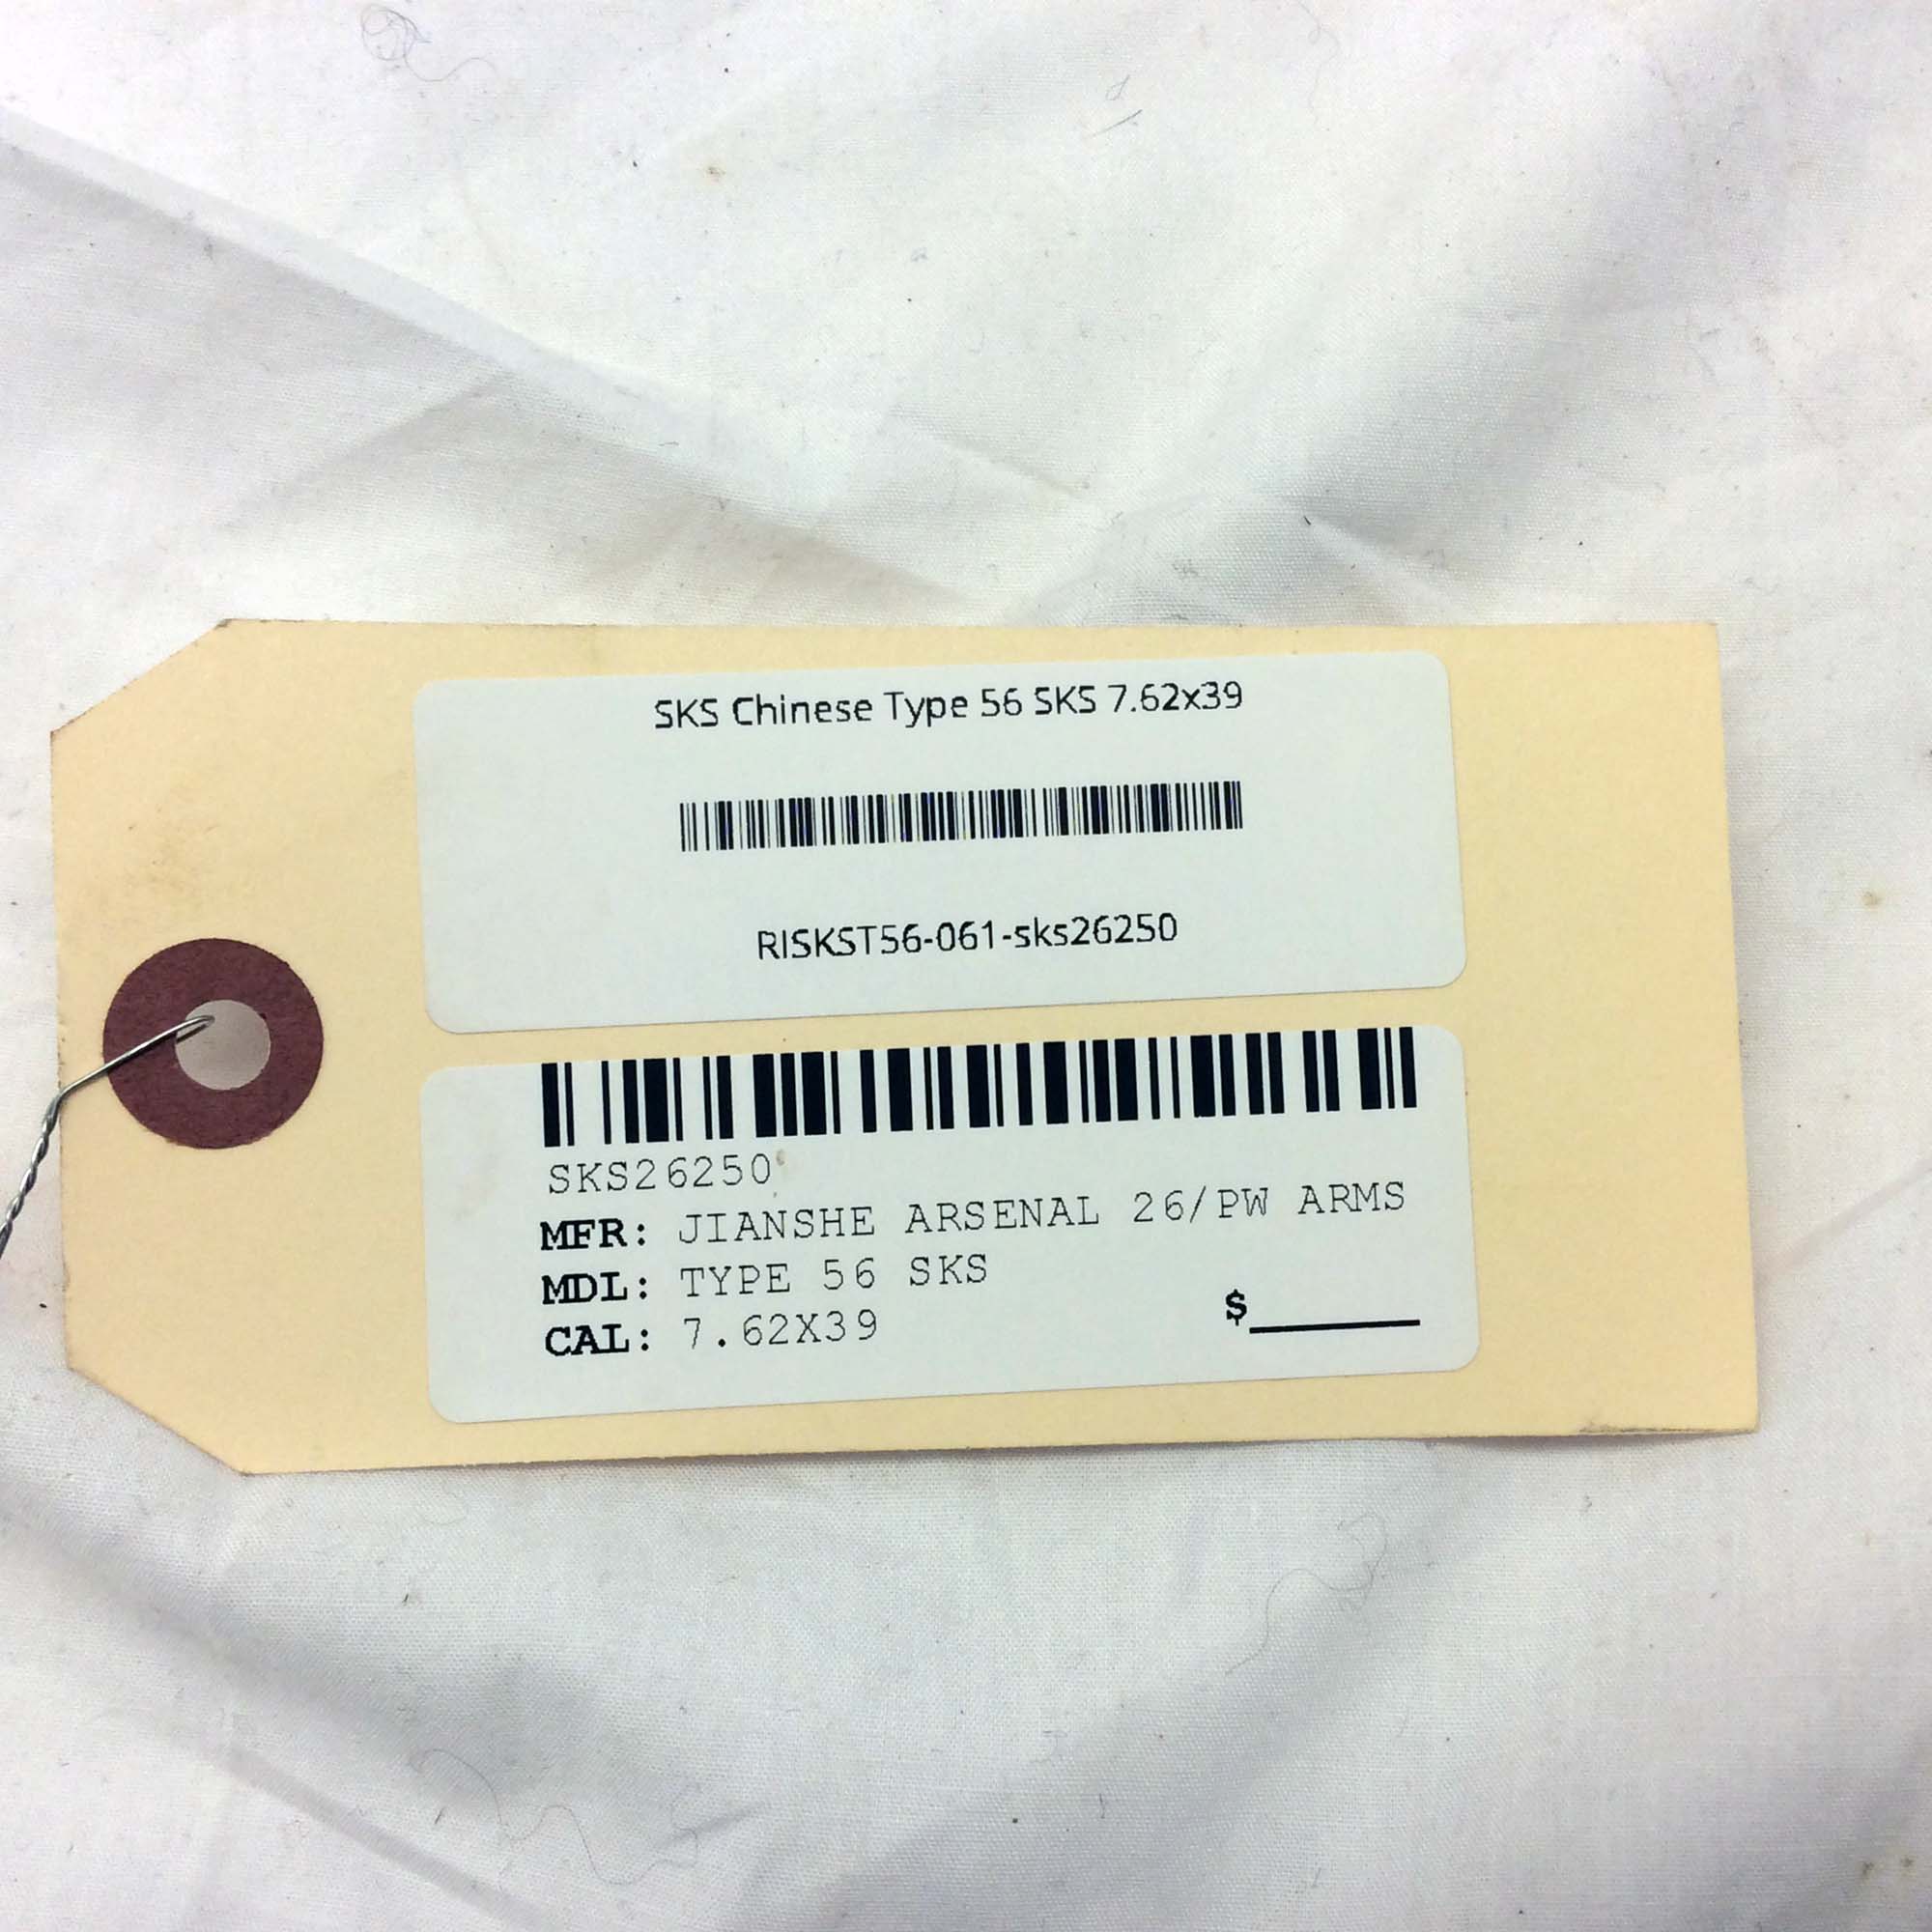 SKS Chinese Type 56 SKS 7.62x39
RISKST56-061-sks26250
SKS26250
MFR: JIANSHE ARSENAL 26/PW ARMS
MDL: TYPE 56 SKS
CAL: 7.62X39
$______